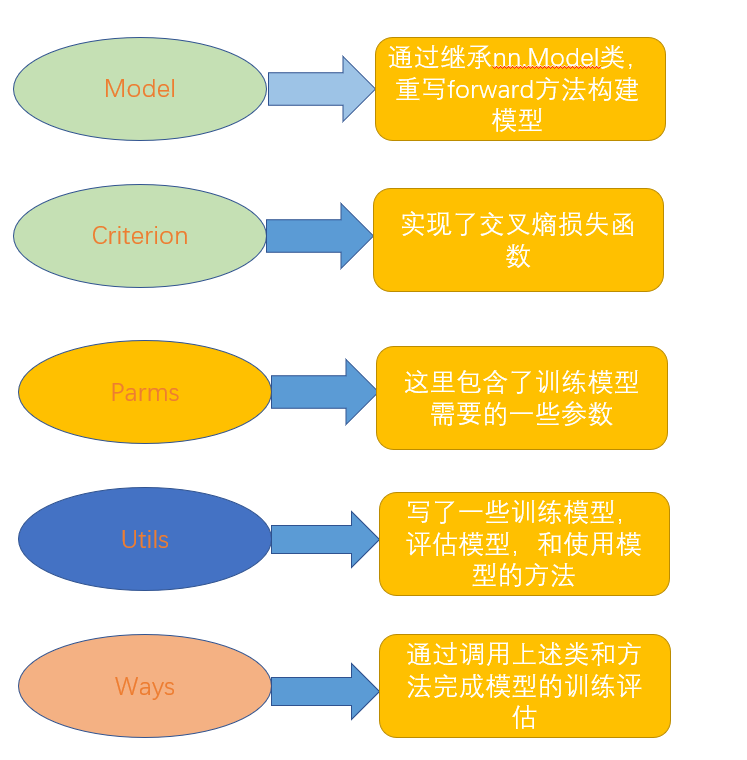 Model
通过继承nn.Model类，
重写forward方法构建
模型
Criterion
实现了交叉熵损失函
数
Parms
这里包含了训练模型
需要的一些参数
Utils
写了一些训练模型，
评估模型，和使用模
型的方法
Ways
通过调用上述类和方
法完成模型的训练评
估